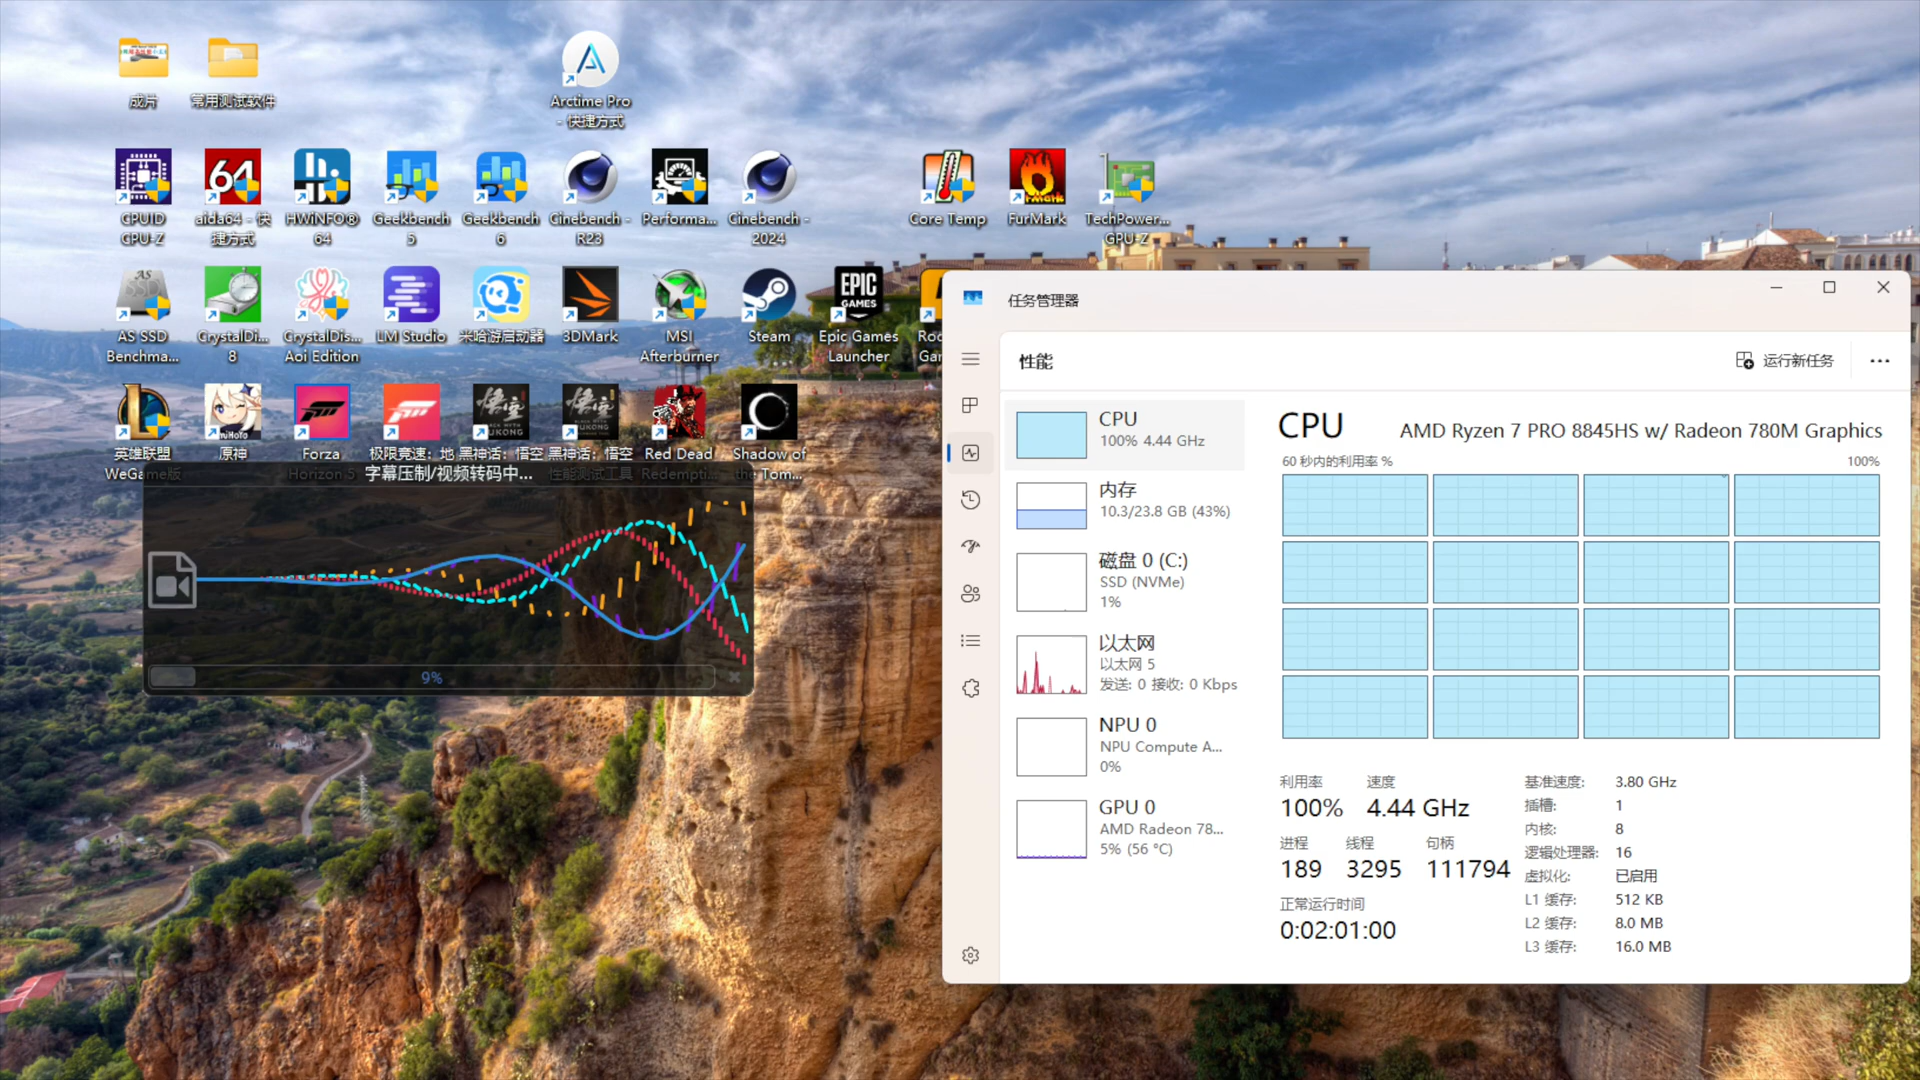 成片
常用测试软件
Arctime Pro
- 快捷方式
CPUID
CPU-Z
64
aida64 - 快
捷方式
HWiNFO®
64
Geekbench
5
Geekbench
6
Cinebench -
R23
Performa...
Cinebench -
2024
Core Temp
FurMark
TechPower...
GPU-Z
AS
SSD
AS SSD
Benchma...
CrystalDi...
8
CrystalDis...
Aoi Edition
LM Studio
米哈游启动器
3DMark
MSI
Afterburner
Steam
EPIC
GAMES
Epic Games
Launcher
英雄联盟
WeGame版
原神
Forza
Horizon 5
极限竞速：地
黑神话：悟空
黑神话：悟空
性能测试工具
Red Dead
Redempti...
Shadow of
the Tom...
字幕压制/视频转码中...
9%
任务管理器
性能
运行新任务
CPU
100% 4.44 GHz
内存
10.3/23.8 GB (43%)
磁盘 0 (C:)
SSD (NVMe)
1%
以太网
以太网 5
发送: 0 接收: 0 Kbps
NPU 0
NPU Compute A...
0%
GPU 0
AMD Radeon 78...
5% (56 °C)
CPU
AMD Ryzen 7 PRO 8845HS w/ Radeon 780M Graphics
60 秒内的利用率 %
100%
利用率
速度
100%
4.44 GHz
进程
线程
句柄
189
3295
111794
正常运行时间
0:02:01:00
基准速度: 3.80 GHz
插槽: 1
内核: 8
逻辑处理器: 16
虚拟化: 已启用
L1 缓存: 512 KB
L2 缓存: 8.0 MB
L3 缓存: 16.0 MB